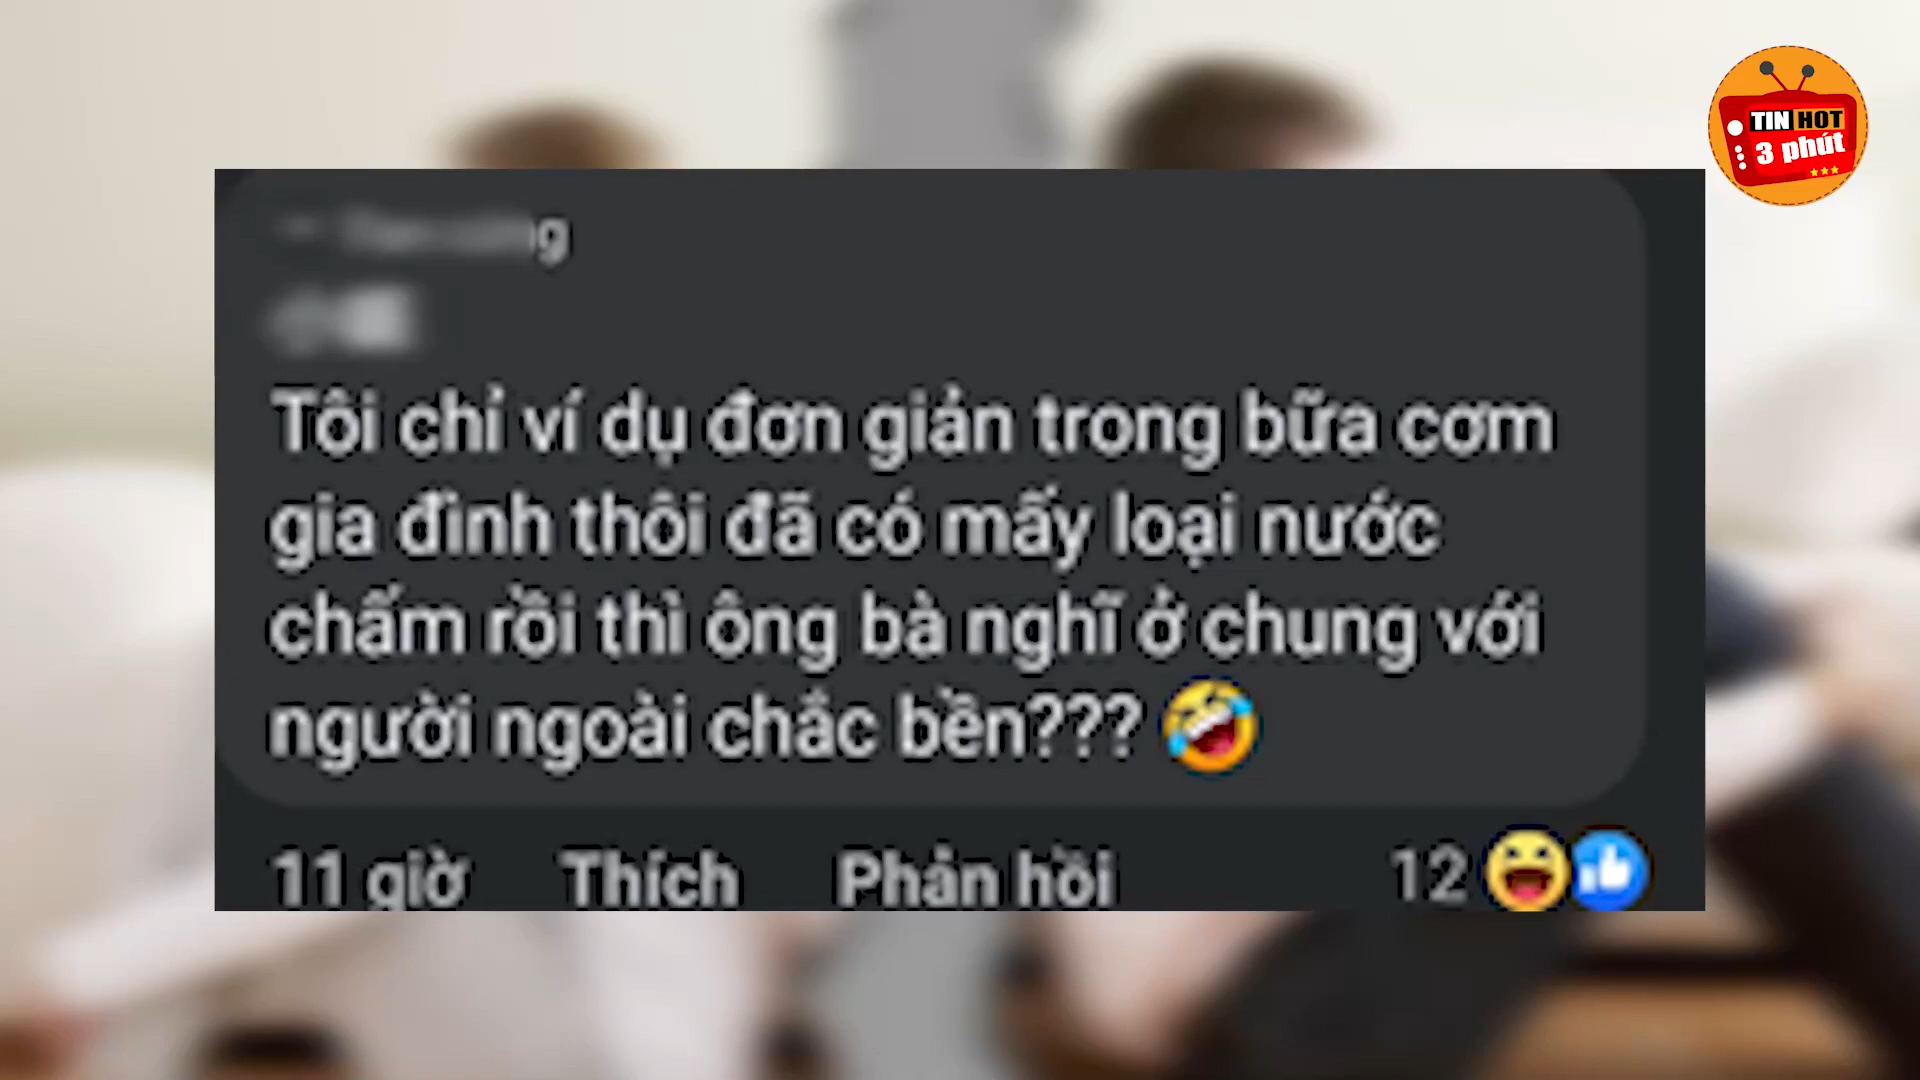 TIN HOT
3 phút
Tôi chỉ ví dụ đơn giản trong bữa cơm
gia đình thôi đã có mấy loại nước
chấm rồi thì ông bà nghĩ ở chung với
người ngoài chắc bền??? 🤣
11 giờ Thích Phản hồi 12